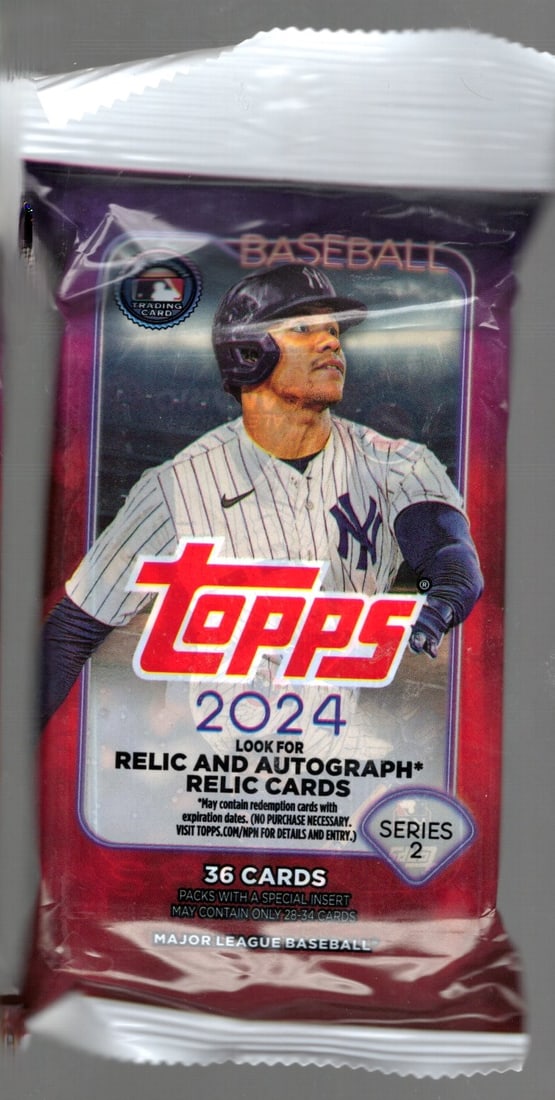 BASEBALL
TRADING
CARD
NY
NY
topps®
2024
LOOK FOR
RELIC AND AUTOGRAPH*
RELIC CARDS
*May contain redemption cards with
expiration dates. (NO PURCHASE NECESSARY.
VISIT TOPPS.COM/NPN FOR DETAILS AND ENTRY.)
SERIES
2
36 CARDS
PACKS WITH A SPECIAL INSERT
MAY CONTAIN ONLY 28-34 CARDS
MAJOR LEAGUE BASEBALL